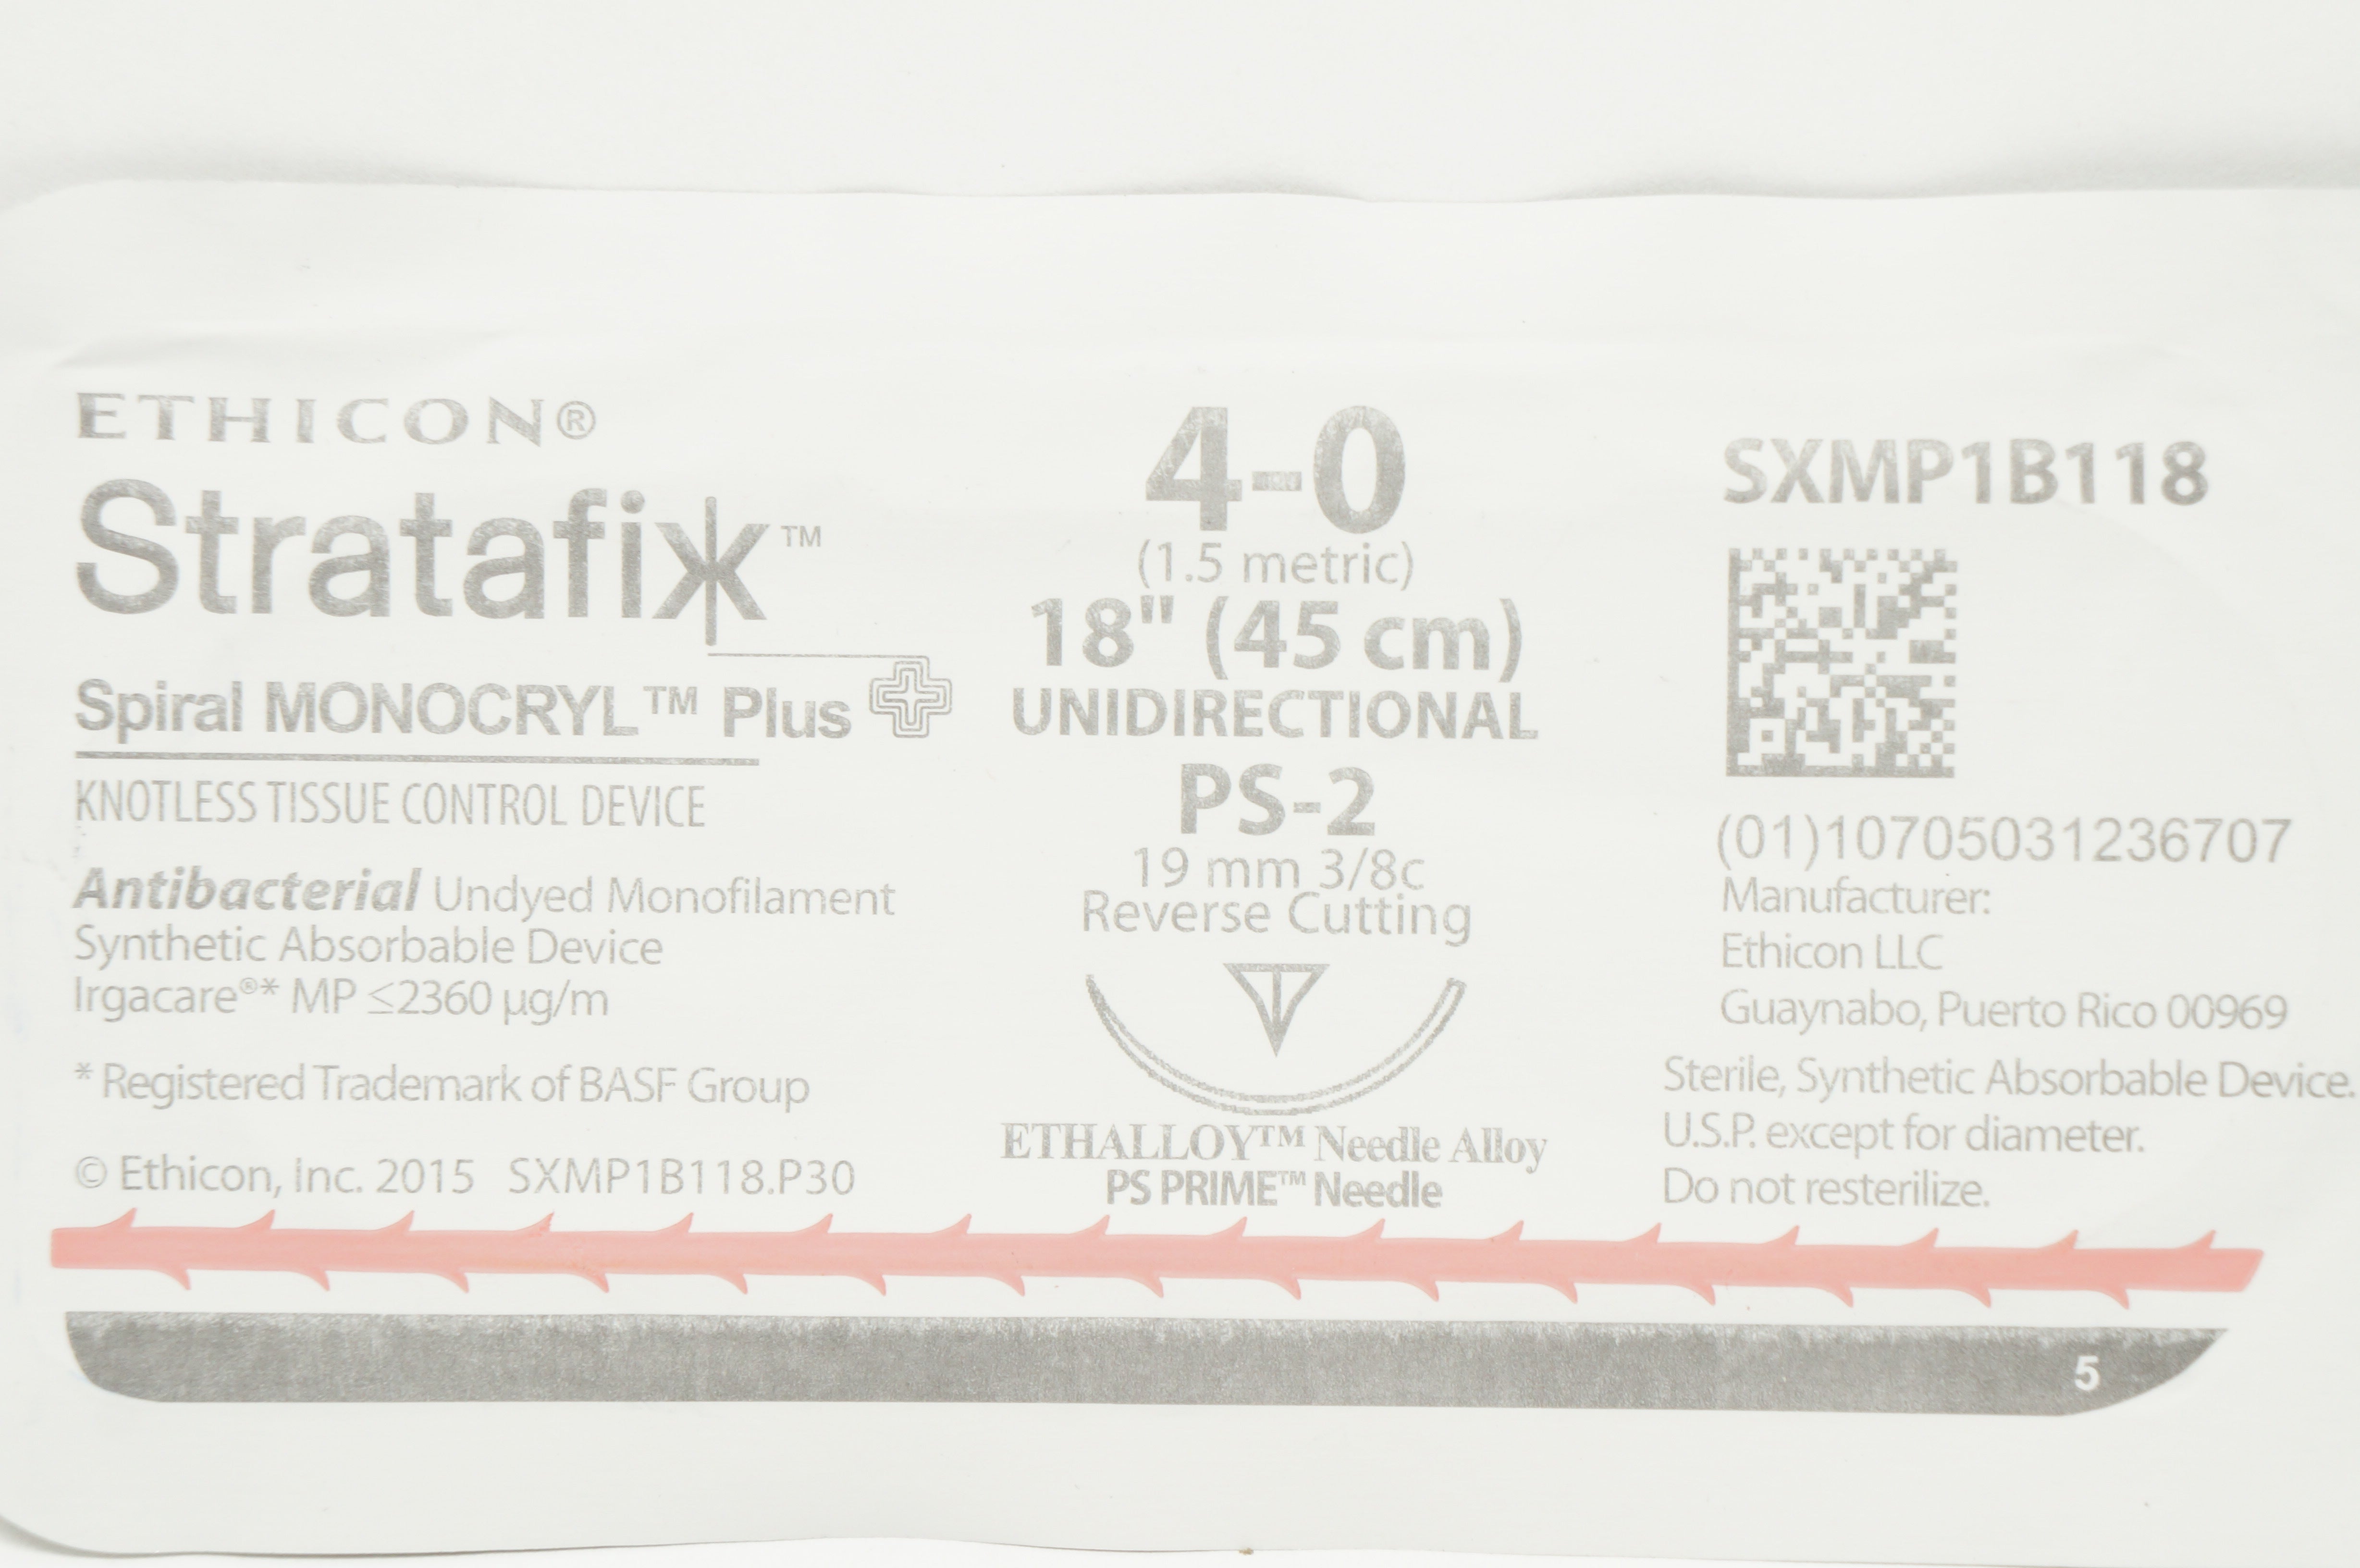 ETHICON®
Stratafix™
Spiral MONOCRYL™ Plus
KNOTLESS TISSUE CONTROL DEVICE
Antibacterial Undyed Monofilament
Synthetic Absorbable Device
Irgacare®* MP ≤2360 µg/m
* Registered Trademark of BASF Group
© Ethicon, Inc. 2015 SXMP1B118.P30
4-0
(1.5 metric)
18" (45 cm)
UNIDIRECTIONAL
PS-2
19 mm 3/8c
Reverse Cutting
ETHALLOY™ Needle Alloy
PS PRIME™ Needle
SXMP1B118
(01)10705031236707
Manufacturer:
Ethicon LLC
Guaynabo, Puerto Rico 00969
Sterile, Synthetic Absorbable Device.
U.S.P. except for diameter.
Do not resterilize.
5